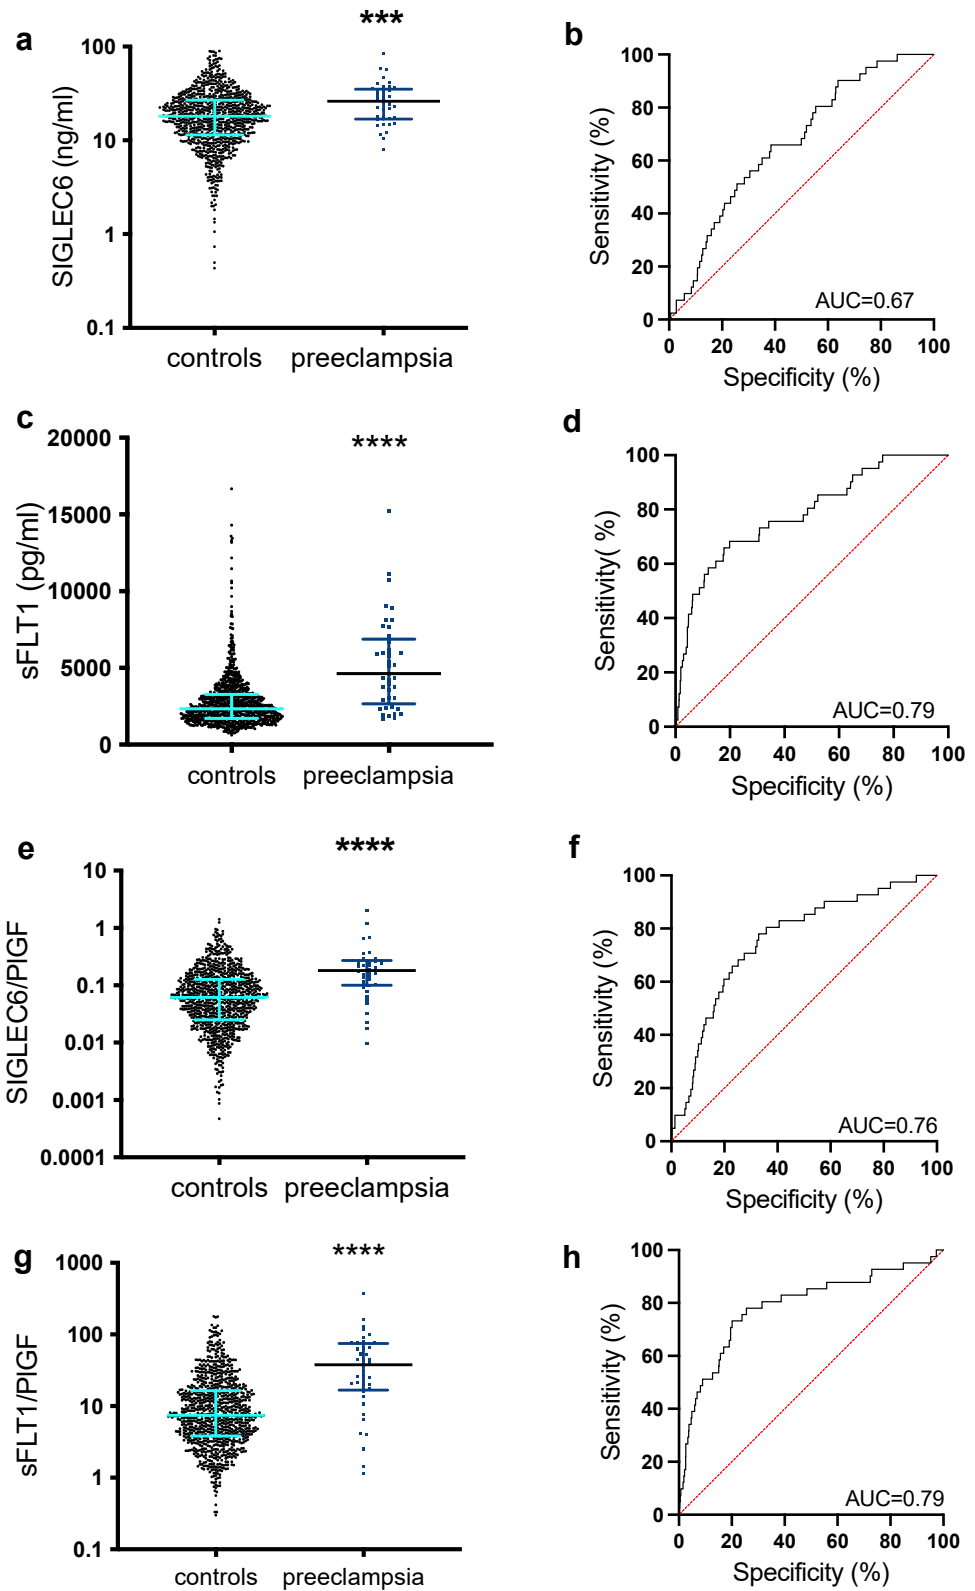 a
***
SIGLEC6 (ng/ml)
100
10
1
0.1
controls preeclampsia
b
Sensitivity (%)
100
80
60
40
20
0
AUC=0.67
0 20 40 60 80 100
Specificity (%)
c
****
sFLT1 (pg/ml)
20000
15000
10000
5000
0
controls preeclampsia
d
Sensitivity( %)
100
80
60
40
20
0
AUC=0.79
0 20 40 60 80 100
Specificity (%)
e
****
SIGLEC6/PlGF
10
1
0.1
0.01
0.001
0.0001
controls preeclampsia
f
Sensitivity (%)
100
80
60
40
20
0
AUC=0.76
0 20 40 60 80 100
Specificity (%)
g
****
sFLT1/PlGF
1000
100
10
1
0.1
controls preeclampsia
h
Sensitivity (%)
100
80
60
40
20
0
AUC=0.79
0 20 40 60 80 100
Specificity (%)